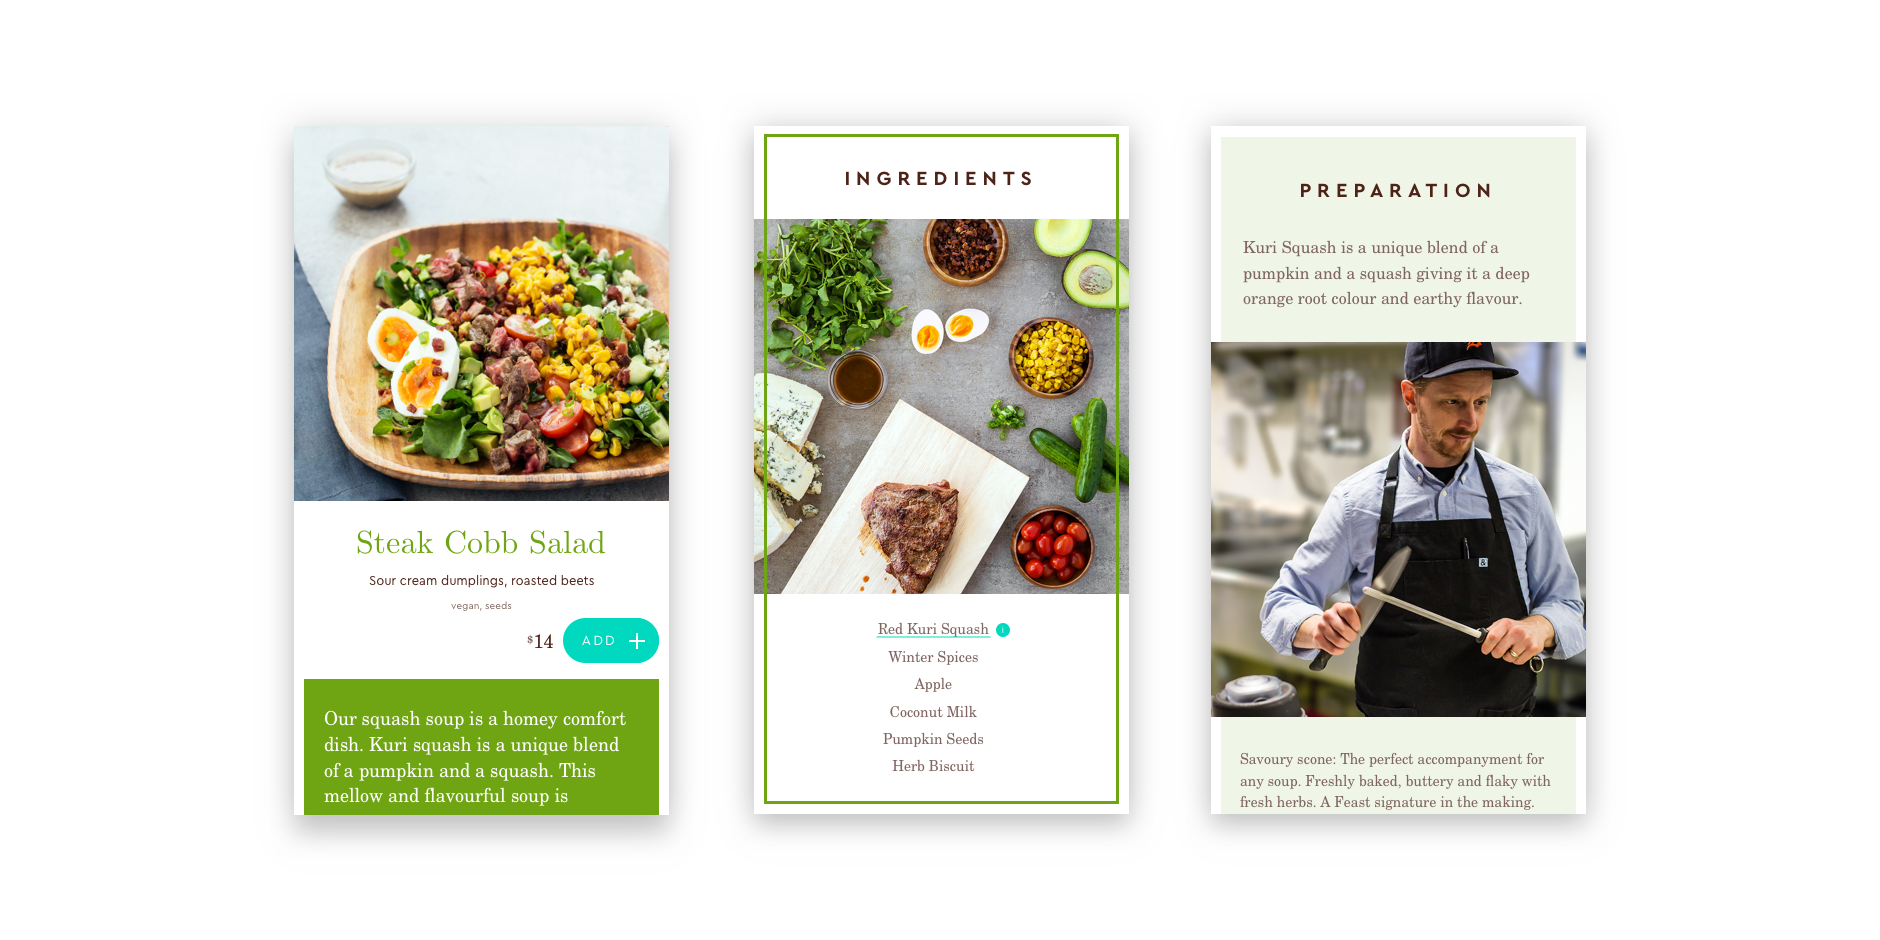 Steak Cobb Salad
Sour cream dumplings, roasted beets
vegan, seeds
$14 ADD +
Our squash soup is a homey comfort
dish. Kuri squash is a unique blend
of a pumpkin and a squash. This
mellow and flavourful soup is
INGREDIENTS
Red Kuri Squash i
Winter Spices
Apple
Coconut Milk
Pumpkin Seeds
Herb Biscuit
PREPARATION
Kuri Squash is a unique blend of a
pumpkin and a squash giving it a deep
orange root colour and earthy flavour.
&
Savoury scone: The perfect accompanyment for
any soup. Freshly baked, buttery and flaky with
fresh herbs. A Feast signature in the making.